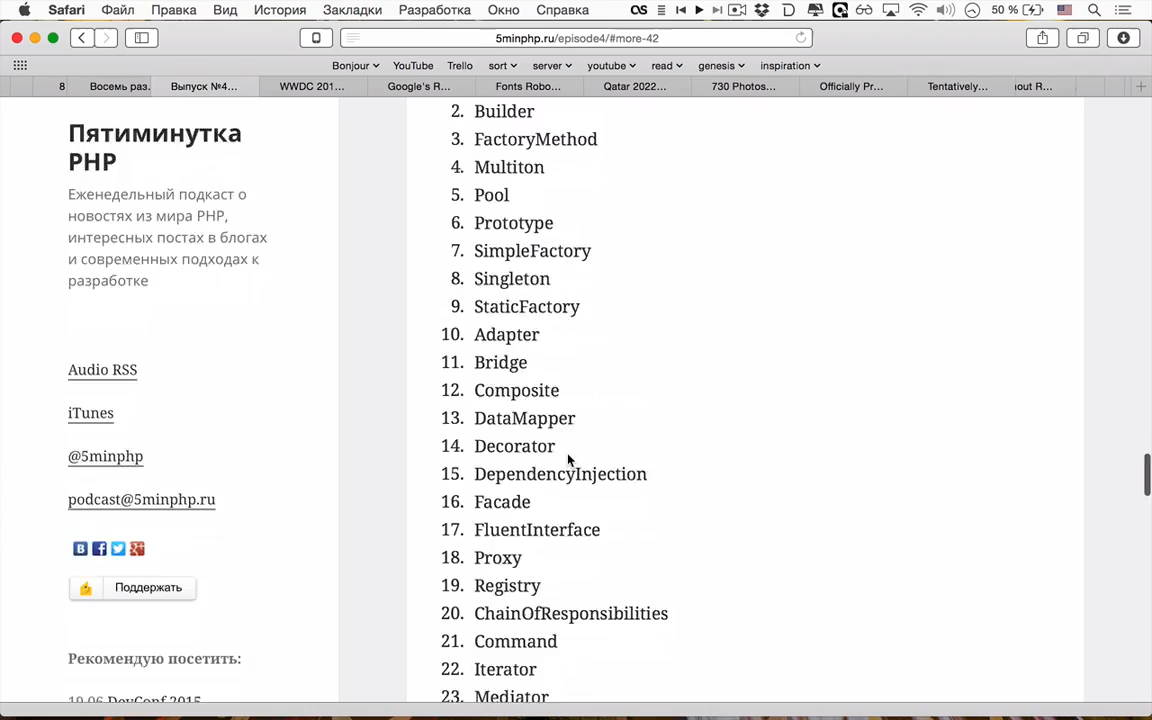 Safari Файл Правка Вид История Закладки Разработка Окно Справка 50 %
5minphp.ru/episode4/#more-42
Bonjour YouTube Trello sort server youtube read genesis inspiration
8 Восемь раз. Выпуск №4... WWDC 201... Google's R... Fonts Robo... Qatar 2022... 730 Photos... Officially Pr... Tentatively... iout R...
Пятиминутка
PHP
Еженедельный подкаст о
новостях из мира PHP,
интересных постах в блогах
и современных подходах к
разработке
Audio RSS
iTunes
@5minphp
podcast@5minphp.ru
Поддержать
Рекомендую посетить:
19.06 DevConf 2015
2. Builder
3. FactoryMethod
4. Multiton
5. Pool
6. Prototype
7. SimpleFactory
8. Singleton
9. StaticFactory
10. Adapter
11. Bridge
12. Composite
13. DataMapper
14. Decorator
15. DependencyInjection
16. Facade
17. FluentInterface
18. Proxy
19. Registry
20. ChainOfResponsibilities
21. Command
22. Iterator
23. Mediator